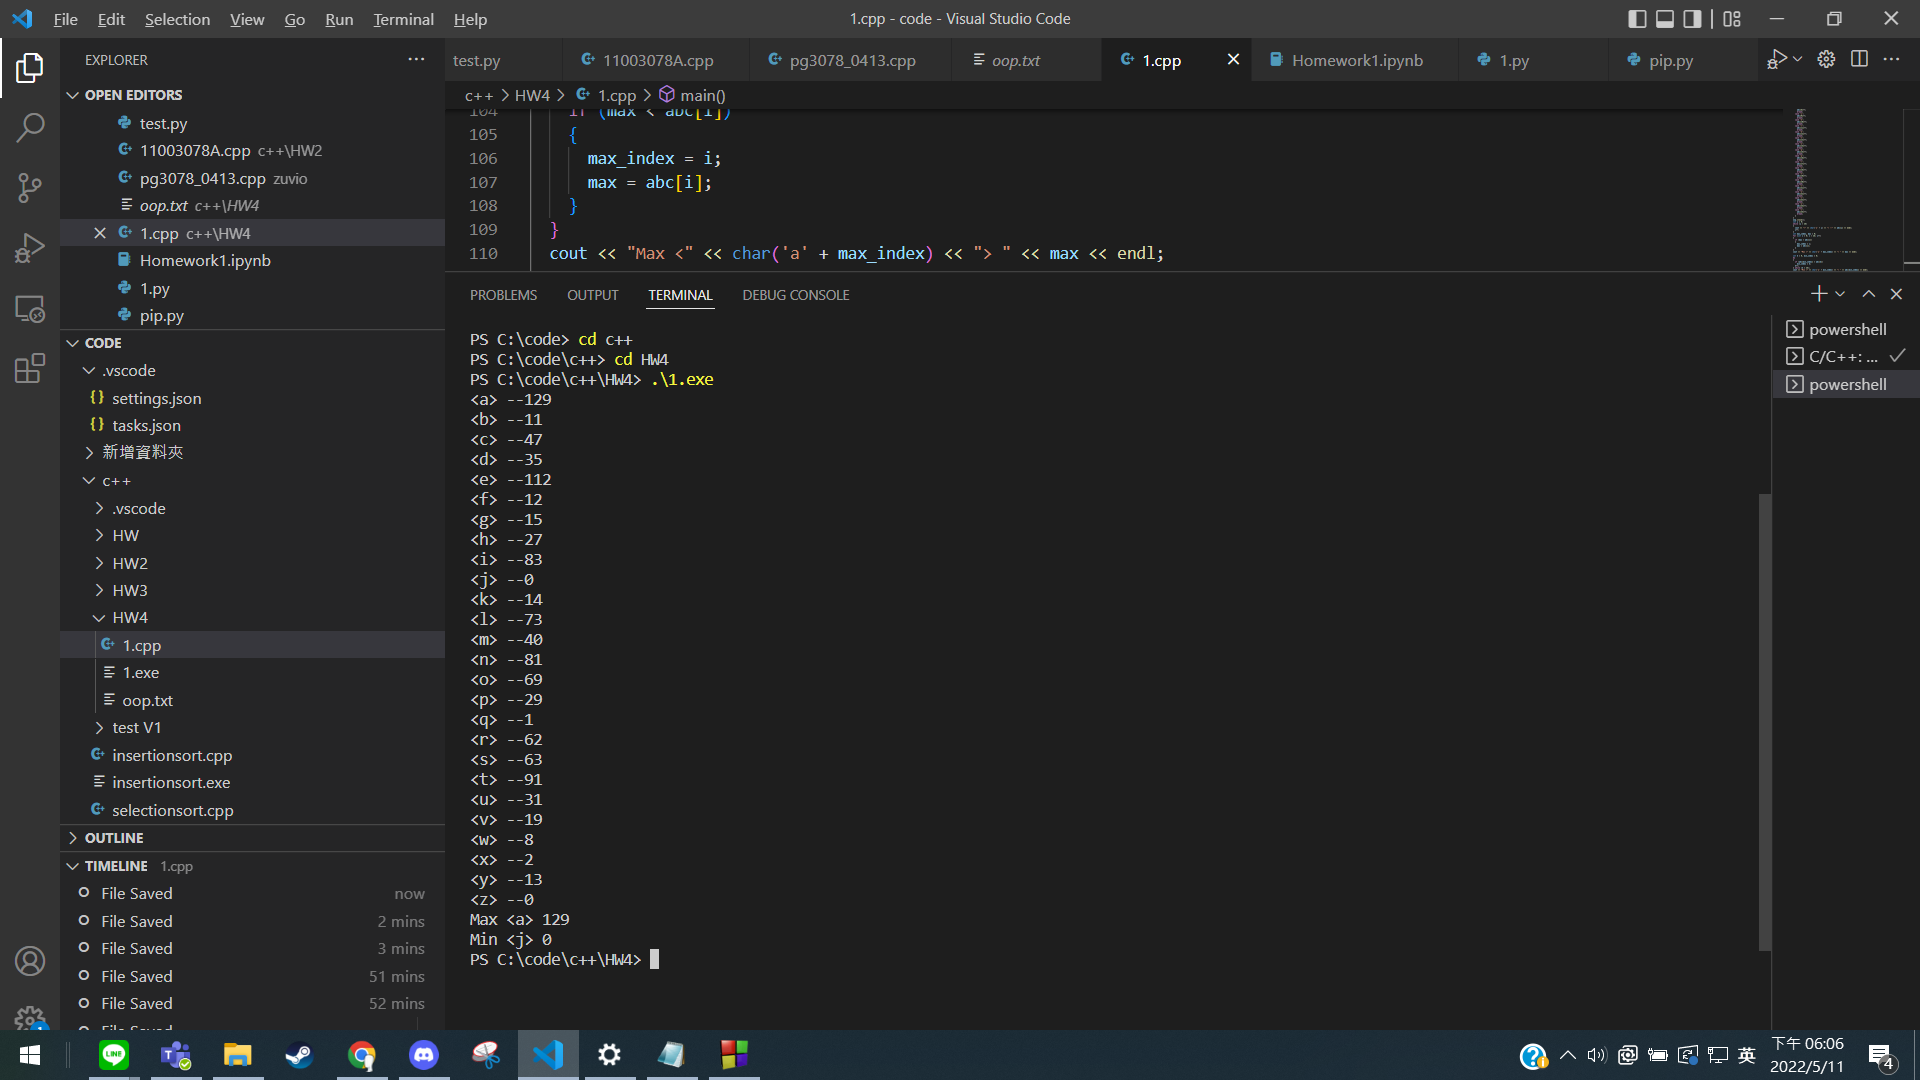 File Edit Selection View Go Run Terminal Help
1.cpp - code - Visual Studio Code
EXPLORER
OPEN EDITORS
test.py
11003078A.cpp c++\HW2
pg3078_0413.cpp zuvio
oop.txt c++\HW4
1.cpp c++\HW4
Homework1.ipynb
1.py
pip.py
CODE
.vscode
settings.json
tasks.json
新增資料夾
c++
.vscode
HW
HW2
HW3
HW4
1.cpp
1.exe
oop.txt
test V1
insertionsort.cpp
insertionsort.exe
selectionsort.cpp
OUTLINE
TIMELINE 1.cpp
File Saved now
File Saved 2 mins
File Saved 3 mins
File Saved 51 mins
File Saved 52 mins
File Saved
test.py 11003078A.cpp pg3078_0413.cpp oop.txt 1.cpp Homework1.ipynb 1.py pip.py
c++ > HW4 > 1.cpp > main()
104 if (max < abc[i])
105 {
106 max_index = i;
107 max = abc[i];
108 }
109 }
110 cout << "Max <" << char('a' + max_index) << "> " << max << endl;
PROBLEMS OUTPUT TERMINAL DEBUG CONSOLE
PS C:\code> cd c++
PS C:\code\c++> cd HW4
PS C:\code\c++\HW4> .\1.exe
<a> --129
<b> --11
<c> --47
<d> --35
<e> --112
<f> --12
<g> --15
<h> --27
<i> --83
<j> --0
<k> --14
<l> --73
<m> --40
<n> --81
<o> --69
<p> --29
<q> --1
<r> --62
<s> --63
<t> --91
<u> --31
<v> --19
<w> --8
<x> --2
<y> --13
<z> --0
Max <a> 129
Min <j> 0
PS C:\code\c++\HW4>
powershell
C/C++: ...
powershell
LINE
英
下午 06:06
2022/5/11
4